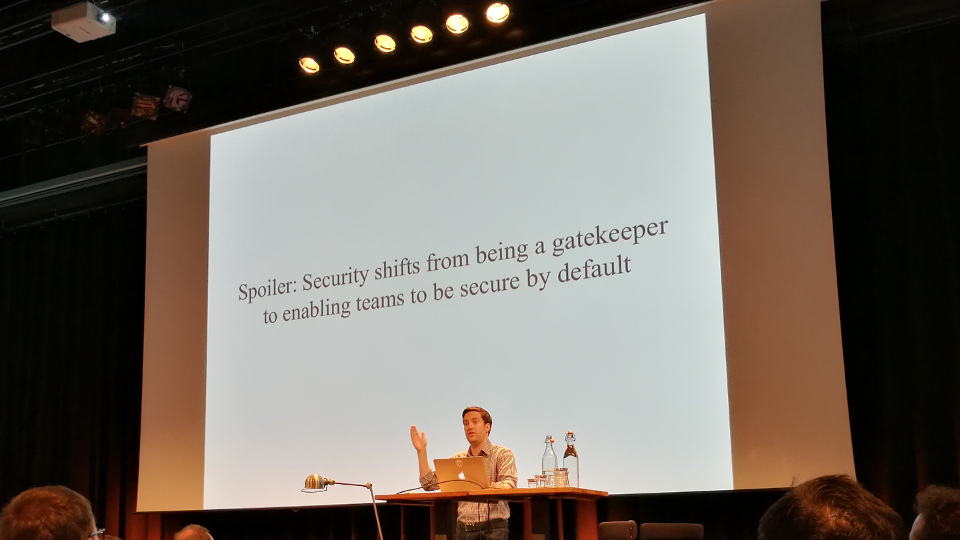 Spoiler: Security shifts from being a gatekeeper
to enabling teams to be secure by default